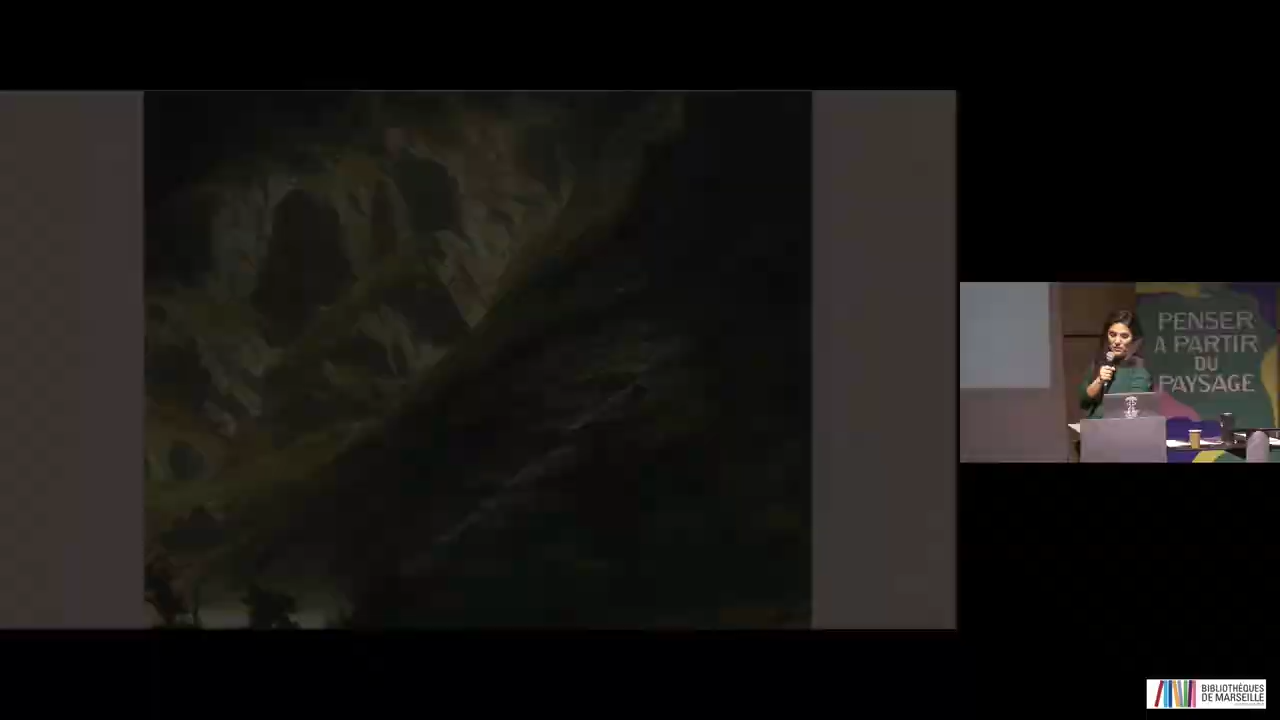 PENSER
A PARTIR
DU
PAYSAGE
BIBLIOTHÈQUES
DE MARSEILLE